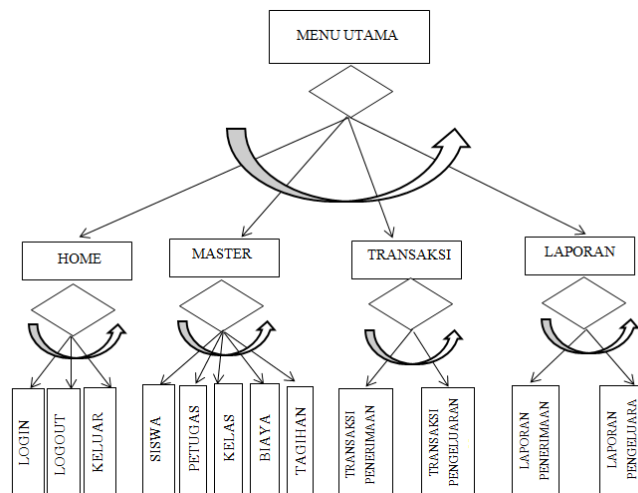 MENU UTAMA
HOME
MASTER
TRANSAKSI
LAPORAN
LOGIN
LOGOUT
KELUAR
SISWA
PETUGAS
KELAS
BIAYA
TAGIHAN
TRANSAKSI
PENERIMAAN
TRANSAKSI
PENGELUARAN
LAPORAN
PENERIMAAN
LAPORAN
PENGELUARA